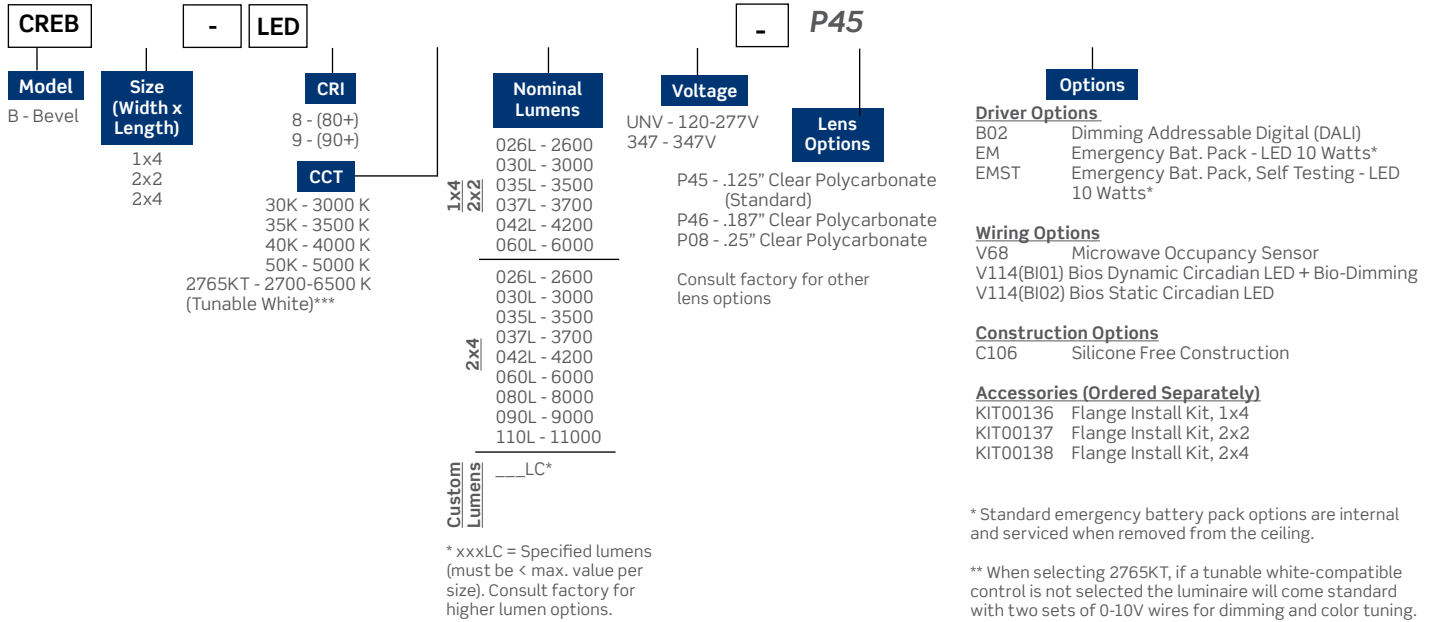 CREB - LED - P45
Model
B - Bevel
Size
(Width x
Length)
1x4
2x2
2x4
CRI
8 - (80+)
9 - (90+)
CCT
30K - 3000 K
35K - 3500 K
40K - 4000 K
50K - 5000 K
2765KT - 2700-6500 K
(Tunable White)***
Nominal
Lumens
1x4
2x2
026L - 2600
030L - 3000
035L - 3500
037L - 3700
042L - 4200
060L - 6000
2x4
026L - 2600
030L - 3000
035L - 3500
037L - 3700
042L - 4200
060L - 6000
080L - 8000
090L - 9000
110L - 11000
Custom
Lumens
___LC*
* xxxLC = Specified lumens
(must be < max. value per
size). Consult factory for
higher lumen options.
Voltage
UNV - 120-277V
347 - 347V
Lens
Options
P45 - .125” Clear Polycarbonate
(Standard)
P46 - .187” Clear Polycarbonate
P08 - .25” Clear Polycarbonate
Consult factory for other
lens options
Options
Driver Options
B02 Dimming Addressable Digital (DALI)
EM Emergency Bat. Pack - LED 10 Watts*
EMST Emergency Bat. Pack, Self Testing - LED
10 Watts*
Wiring Options
V68 Microwave Occupancy Sensor
V114(BI01) Bios Dynamic Circadian LED + Bio-Dimming
V114(BI02) Bios Static Circadian LED
Construction Options
C106 Silicone Free Construction
Accessories (Ordered Separately)
KIT00136 Flange Install Kit, 1x4
KIT00137 Flange Install Kit, 2x2
KIT00138 Flange Install Kit, 2x4
* Standard emergency battery pack options are internal
and serviced when removed from the ceiling.
** When selecting 2765KT, if a tunable white-compatible
control is not selected the luminaire will come standard
with two sets of 0-10V wires for dimming and color tuning.